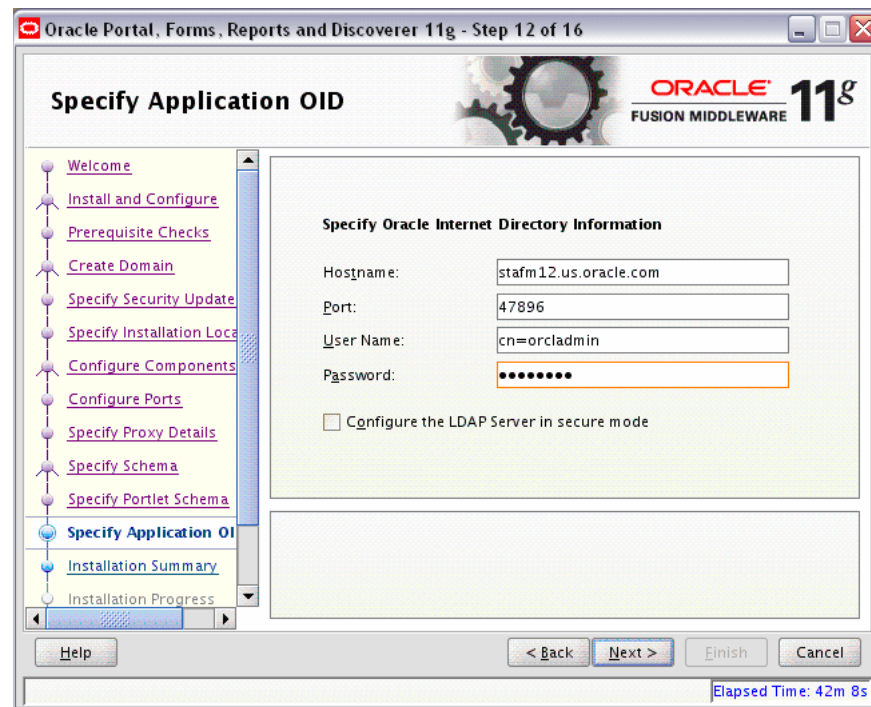 Oracle Portal, Forms, Reports and Discoverer 11g - Step 12 of 16
Specify Application OID
ORACLE
FUSION MIDDLEWARE 11g
Welcome
Install and Configure
Prerequisite Checks
Create Domain
Specify Security Update
Specify Installation Loca
Configure Components
Configure Ports
Specify Proxy Details
Specify Schema
Specify Portlet Schema
Specify Application OI
Installation Summary
Installation Progress
Specify Oracle Internet Directory Information
Hostname: stafm12.us.oracle.com
Port: 47896
User Name: cn=orcladmin
Password: ••••••••
Configure the LDAP Server in secure mode
Help < Back Next > Finish Cancel
Elapsed Time: 42m 8s